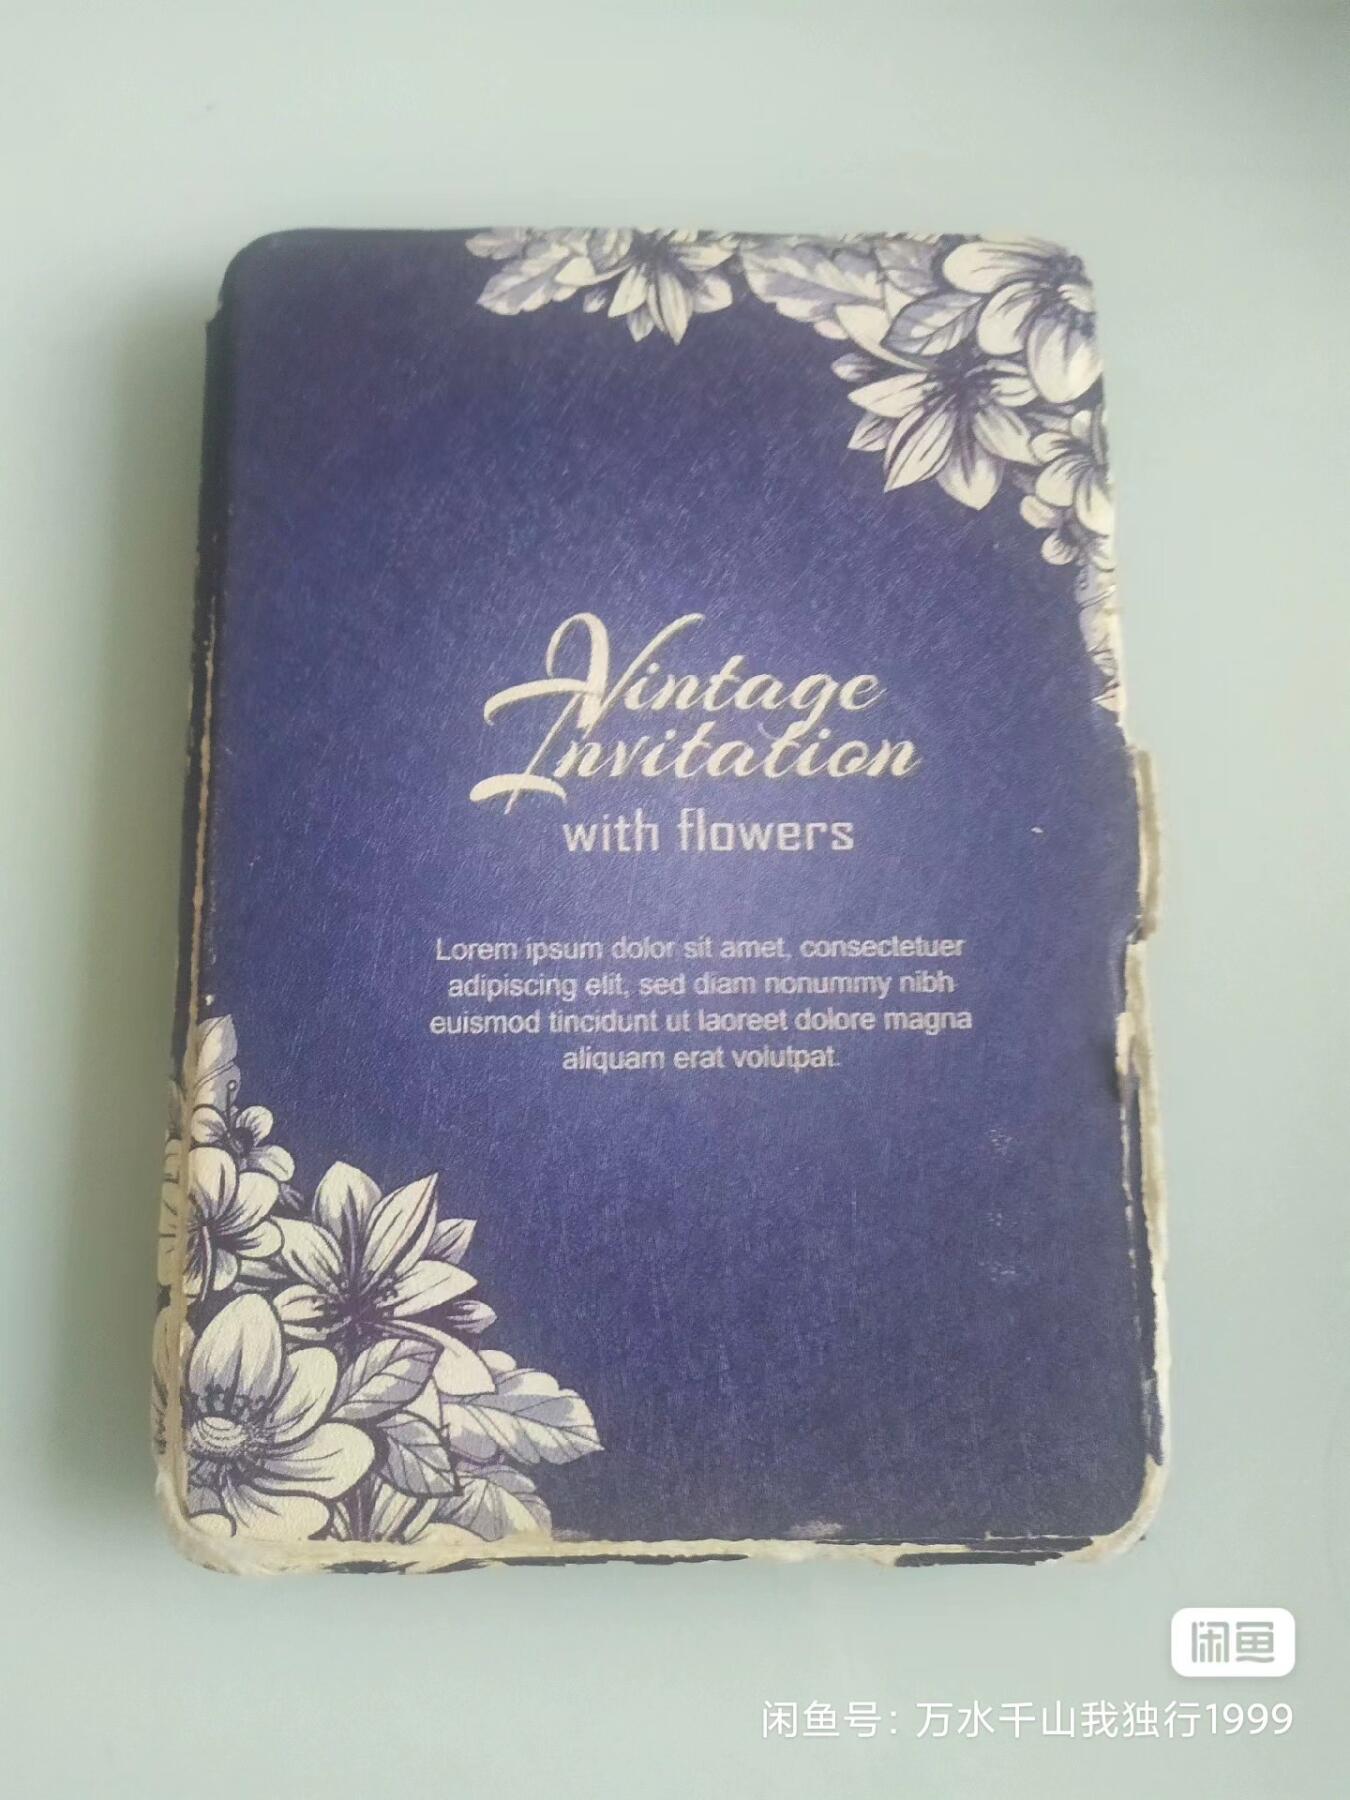 Vintage
Invitation
with flowers
Lorem ipsum dolor sit amet, consectetuer
adipiscing elit, sed diam nonummy nibh
euismod tincidunt ut laoreet dolore magna
aliquam erat volutpat.
闲鱼
闲鱼号：万水千山我独行1999